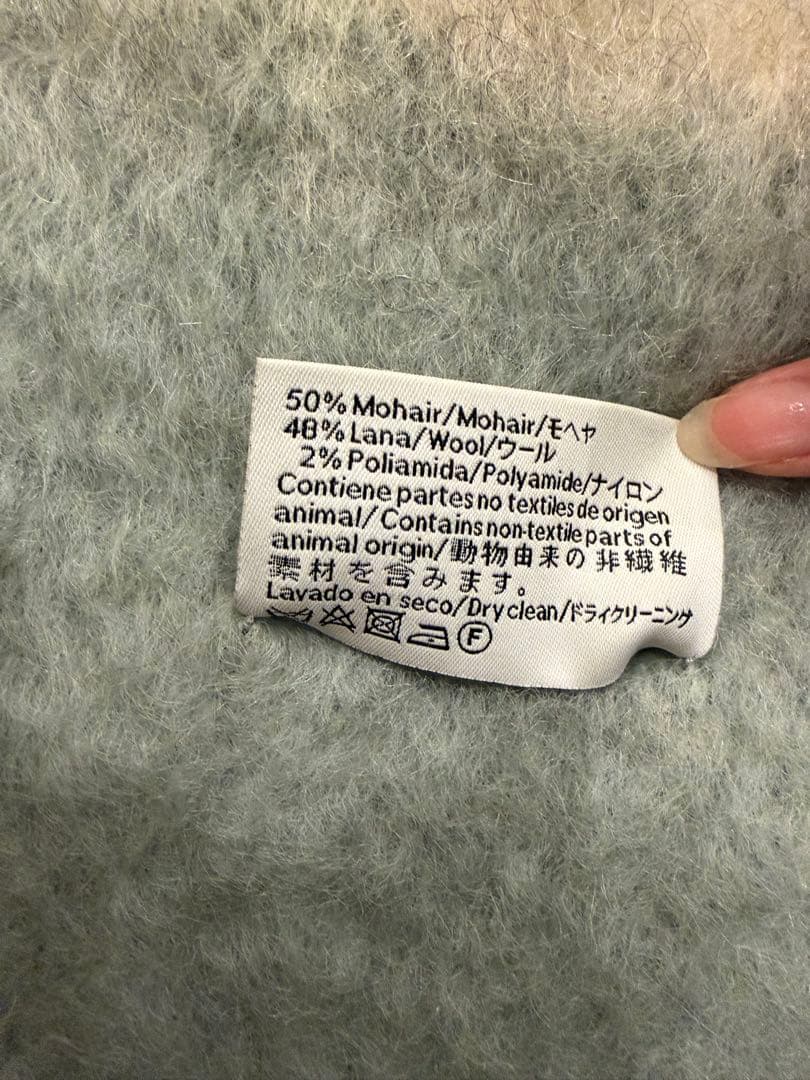 50% Mohair/Mohair/モヘヤ
48% Lana/Wool/ウール
2% Poliamida/Polyamide/ナイロン
Contiene partes no textiles de origen
animal/Contains non-textile parts of
animal origin/動物由来の非繊維
素材を含みます。
Lavado en seco/Dry clean/ドライクリーニング
F